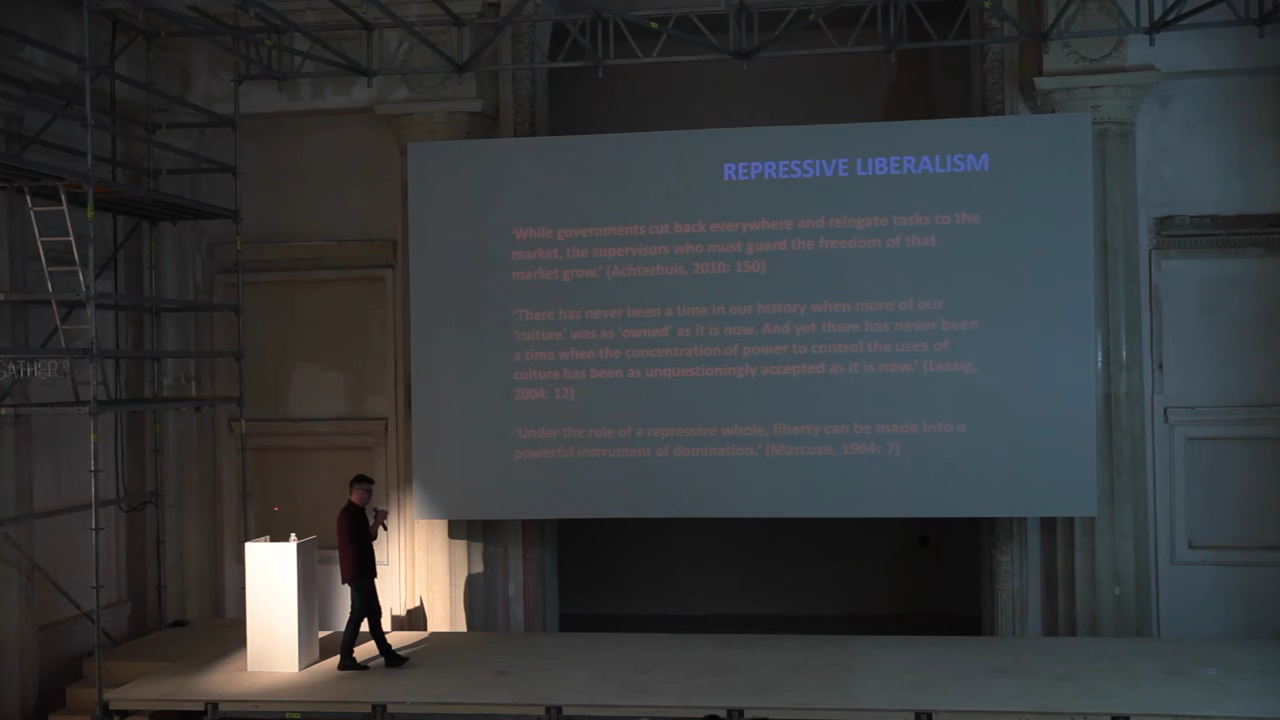 REPRESSIVE LIBERALISM
'While governments cut back everywhere and relegate tasks to the
market, the supervisors who must guard the freedom of that
market grow.' (Achterhuis, 2010: 150)
'There has never been a time in our history when more of our
'culture' was as 'owned' as it is now. And yet there has never been
a time when the concentration of power to control the uses of
culture has been as unquestioningly accepted as it is now.' (Lessig,
2004: 12)
'Under the rule of a repressive whole, liberty can be made into a
powerful instrument of domination.' (Marcuse, 1964: 7)
GATHER